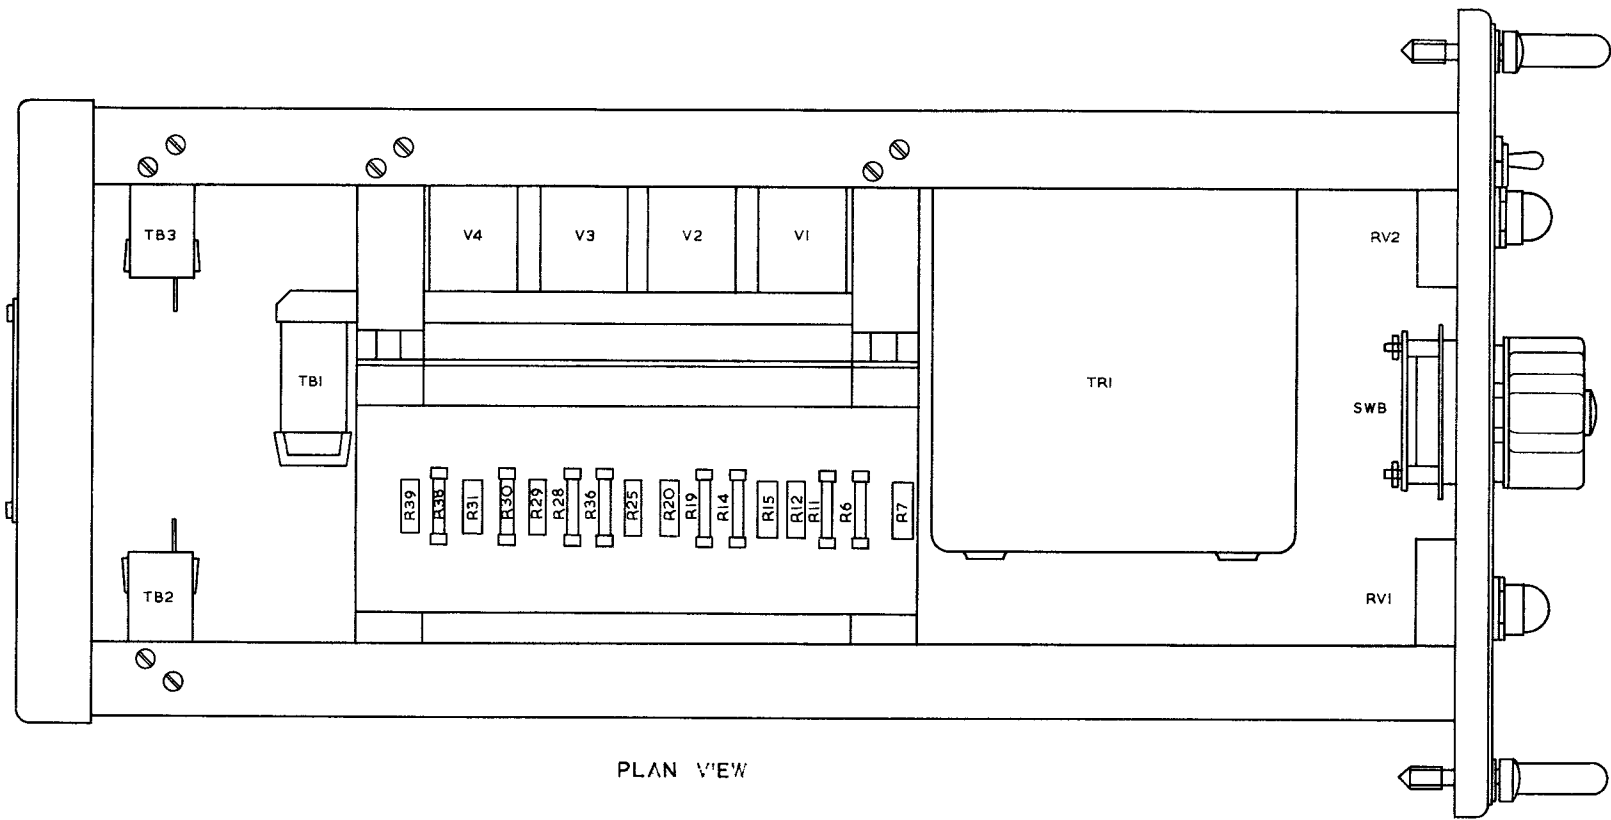 TB3
V4
V3
V2
V1
RV2
TB1
TR1
SWB
R39
R38
R31
R30
R29
R28
R36
R25
R20
R19
R14
R15
R12
R11
R6
R7
TB2
RV1
PLAN VIEW